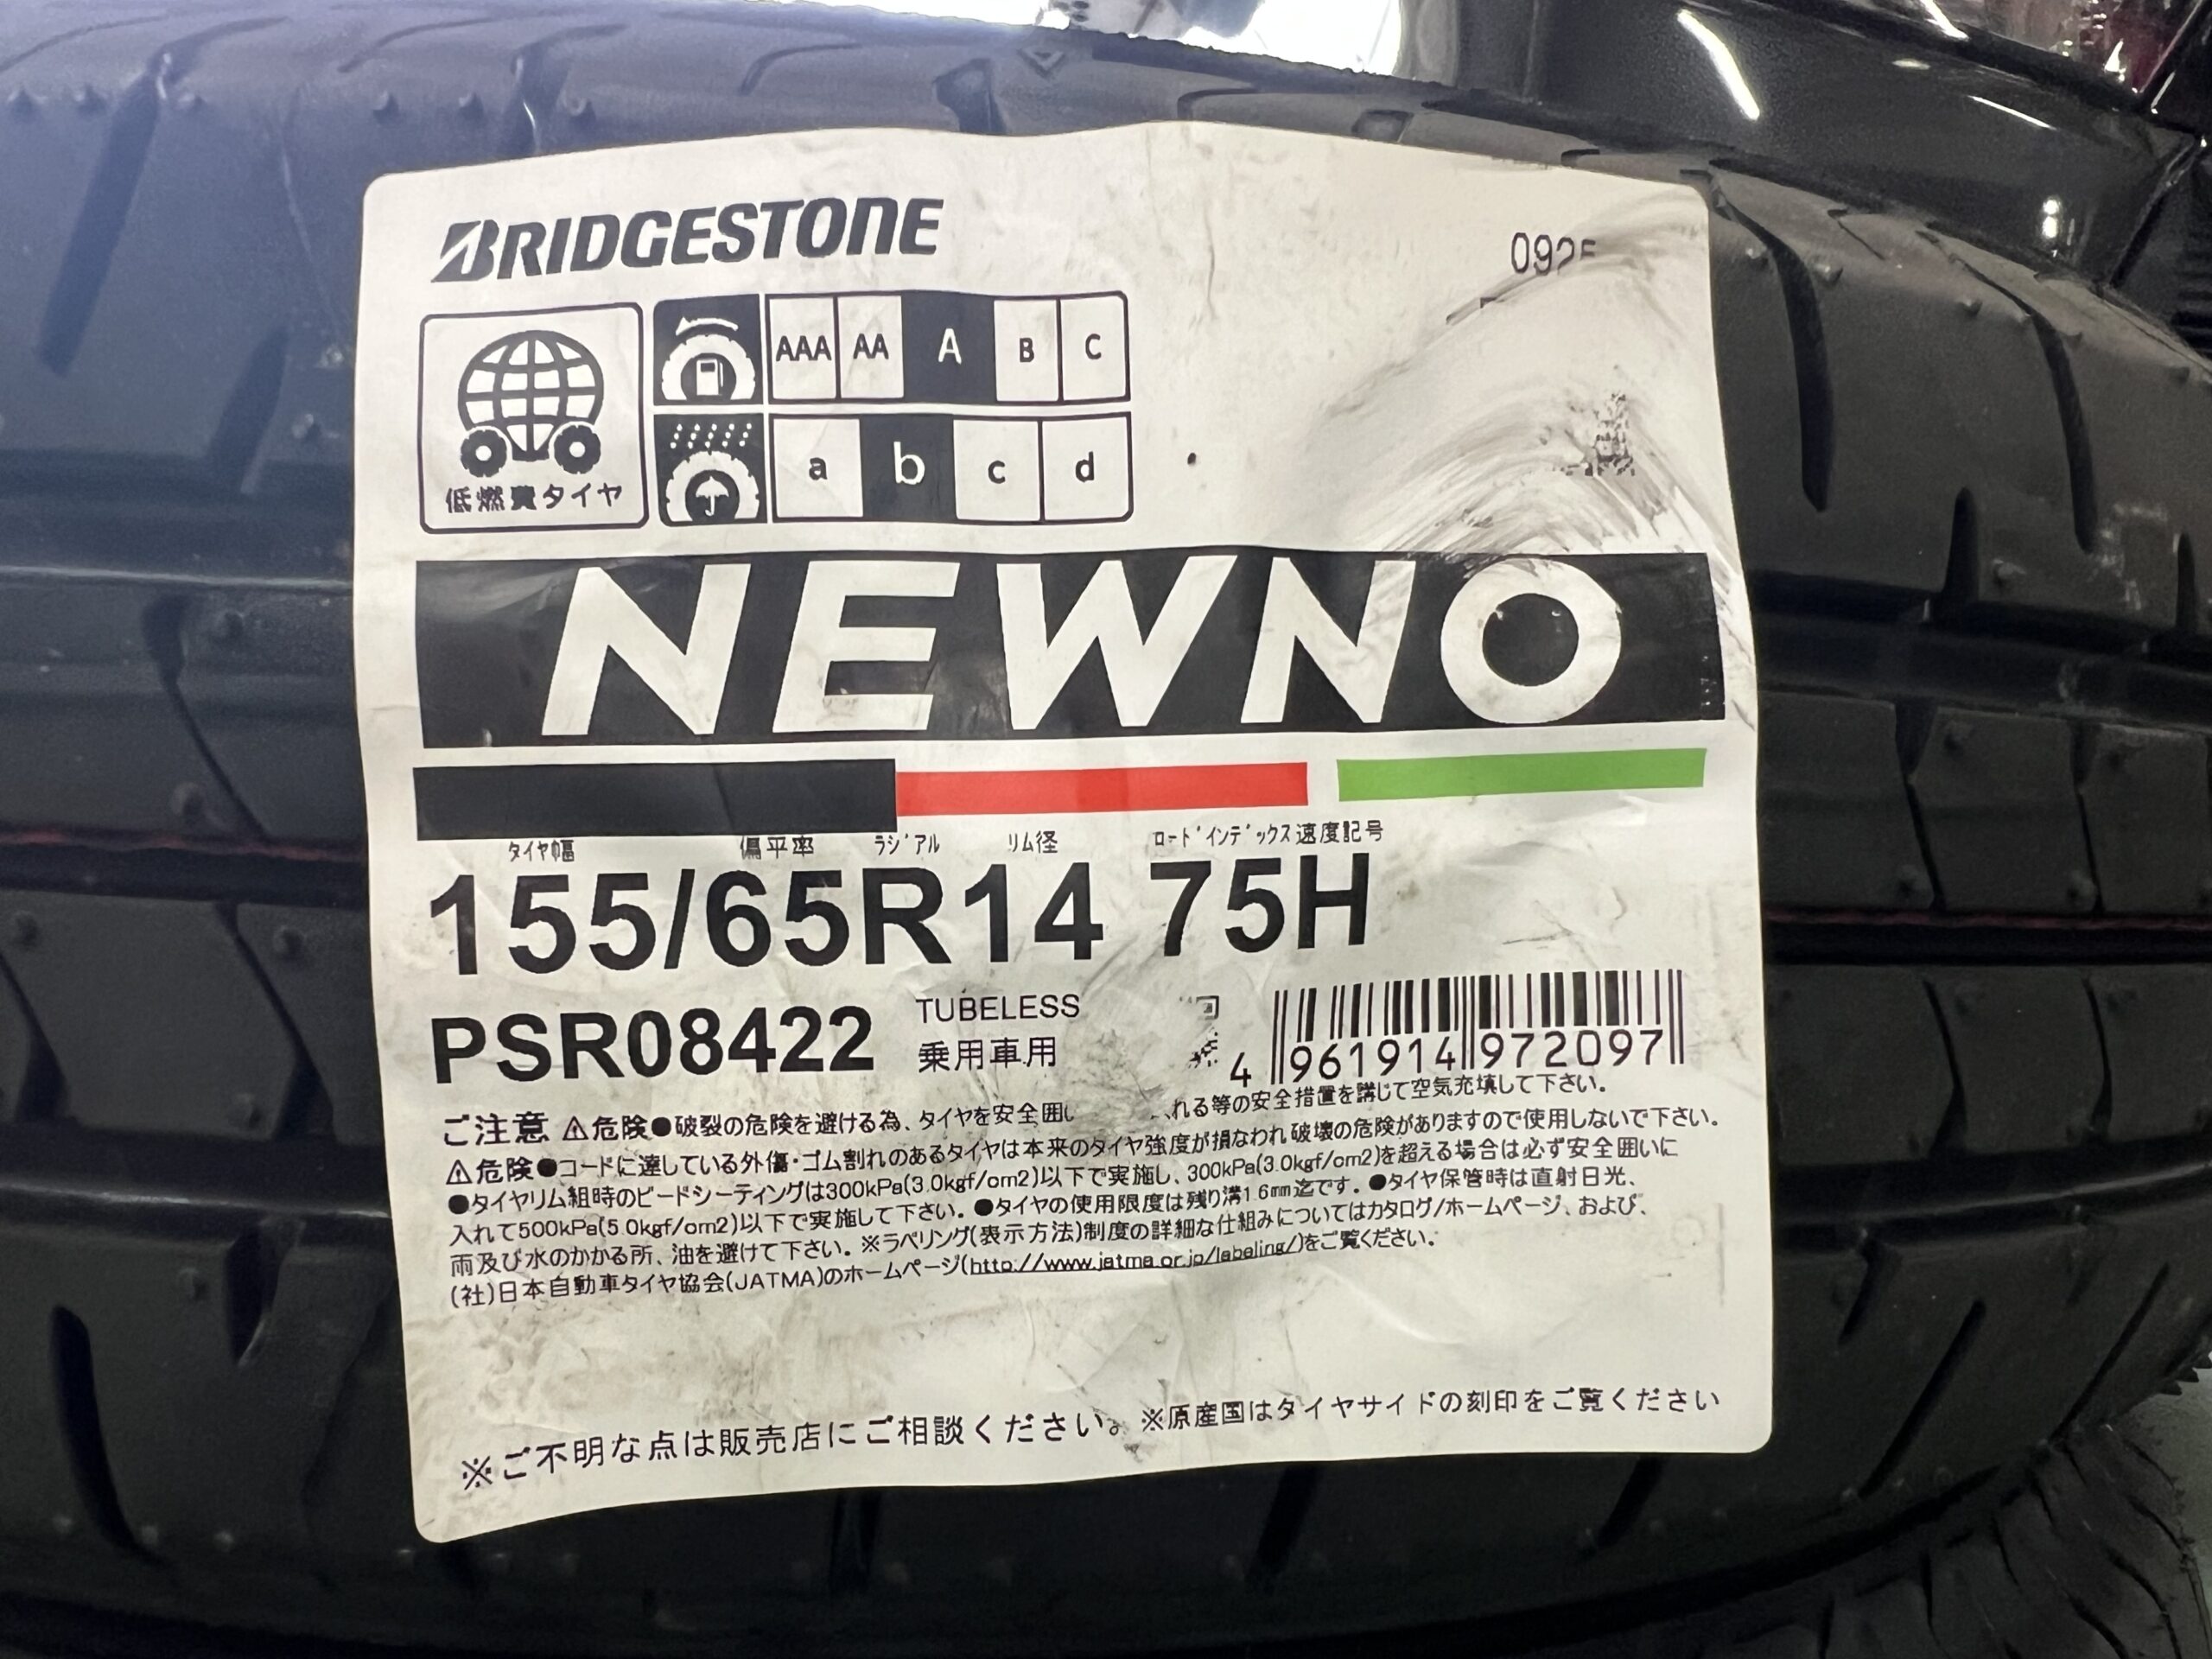 BRIDGESTONE
低燃費タイヤ
AAA AA A B C
a b c d
NEWNO
タイヤ幅 偏平率 ラジアル リム径 ロードインデックス 速度記号
155/65R14 75H
PSR08422 TUBELESS
乗用車用
4 961914 972097
ご注意 ⚠危険●破裂の危険を避ける為、タイヤを安全囲い れる等の安全措置を講じて空気充填して下さい。
⚠危険●コードに達している外傷・ゴム割れのあるタイヤは本来のタイヤ強度が損なわれ破壊の危険がありますので使用しないで下さい。
●タイヤリム組時のビードシーティングは300kPa(3.0kgf/cm2)以下で実施し、300kPa(3.0kgf/cm2)を超える場合は必ず安全囲いに
入れて500kPa(5.0kgf/cm2)以下で実施して下さい。●タイヤの使用限度は残り溝1.6mm迄です。●タイヤ保管時は直射日光、
雨及び水のかかる所、油を避けて下さい。※ラベリング(表示方法)制度の詳細な仕組みについてはカタログ/ホームページ、および、
(社)日本自動車タイヤ協会(JATMA)のホームページ(http://www.jatma.or.jp/labeling/)をご覧ください。
※ご不明な点は販売店にご相談ください。※原産国はタイヤサイドの刻印をご覧ください